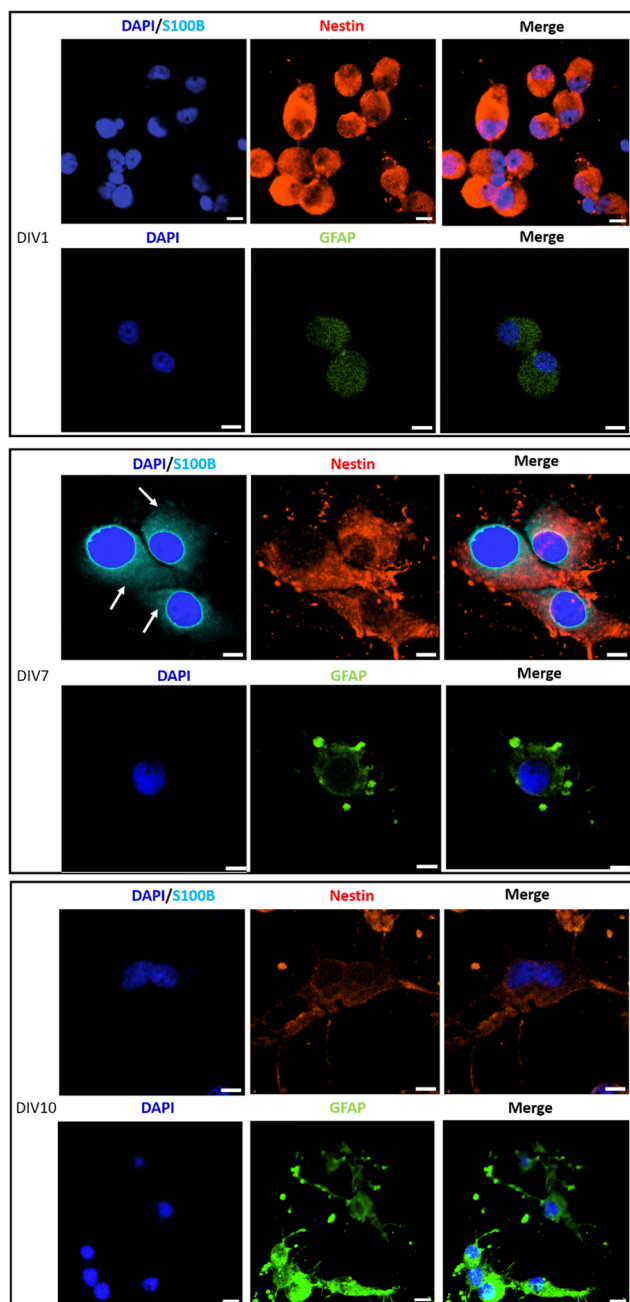 DAPI/S100B Nestin Merge
DIV1
DAPI GFAP Merge
DAPI/S100B Nestin Merge
DIV7
DAPI GFAP Merge
DAPI/S100B Nestin Merge
DIV10
DAPI GFAP Merge